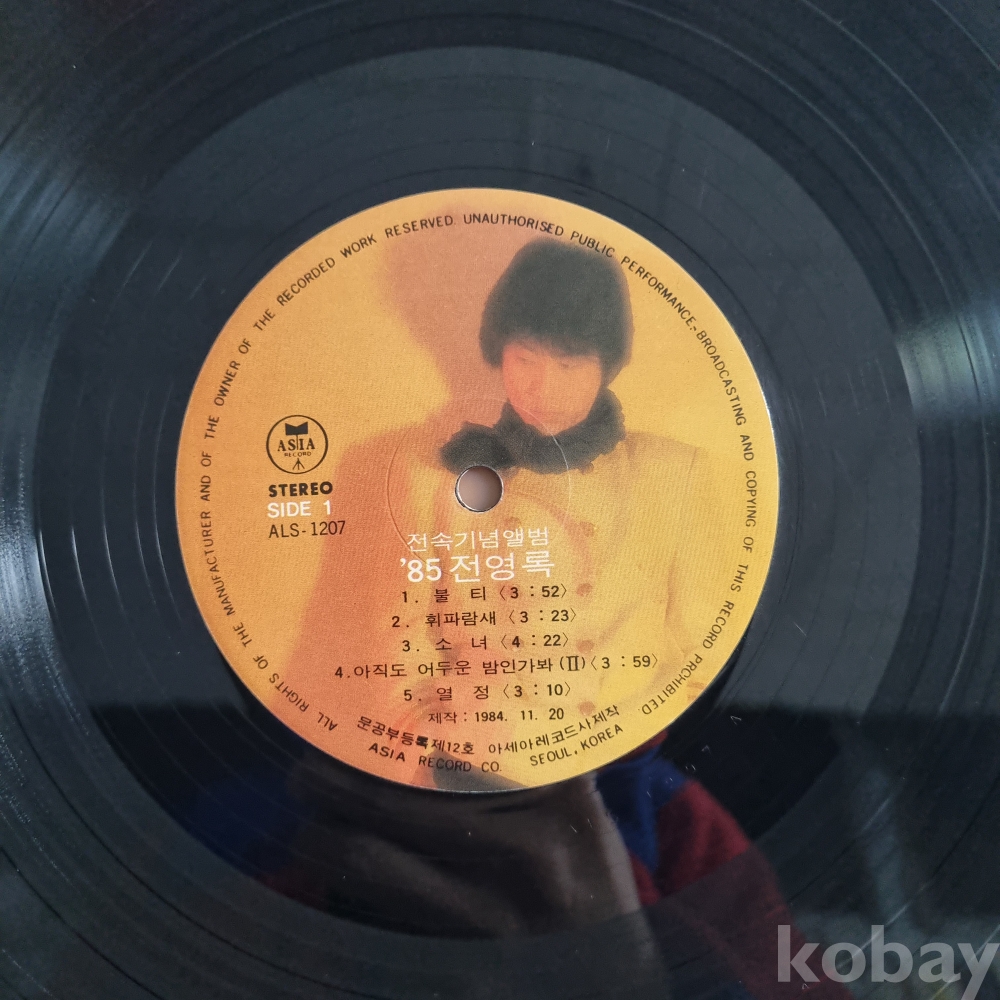 ALL RIGHTS OF THE MANUFACTURER AND OF THE OWNER OF THE RECORDED WORK RESERVED. UNAUTHORISED PUBLIC PERFORMANCE, BROADCASTING AND COPYING OF THIS RECORD PROHIBITED
ASIA
RECORD
STEREO
SIDE 1
ALS-1207
전속기념앨범
'85 전영록
1. 불 티 〈3 : 52〉
2. 휘파람새 〈3 : 23〉
3. 소 녀 〈4 : 22〉
4.아직도 어두운 밤인가봐(Ⅱ)〈3 : 59〉
5. 열 정 〈3 : 10〉
제작 : 1984. 11. 20
문공부등록제12호 아세아레코드사제작
ASIA RECORD CO. SEOUL, KOREA
kobay